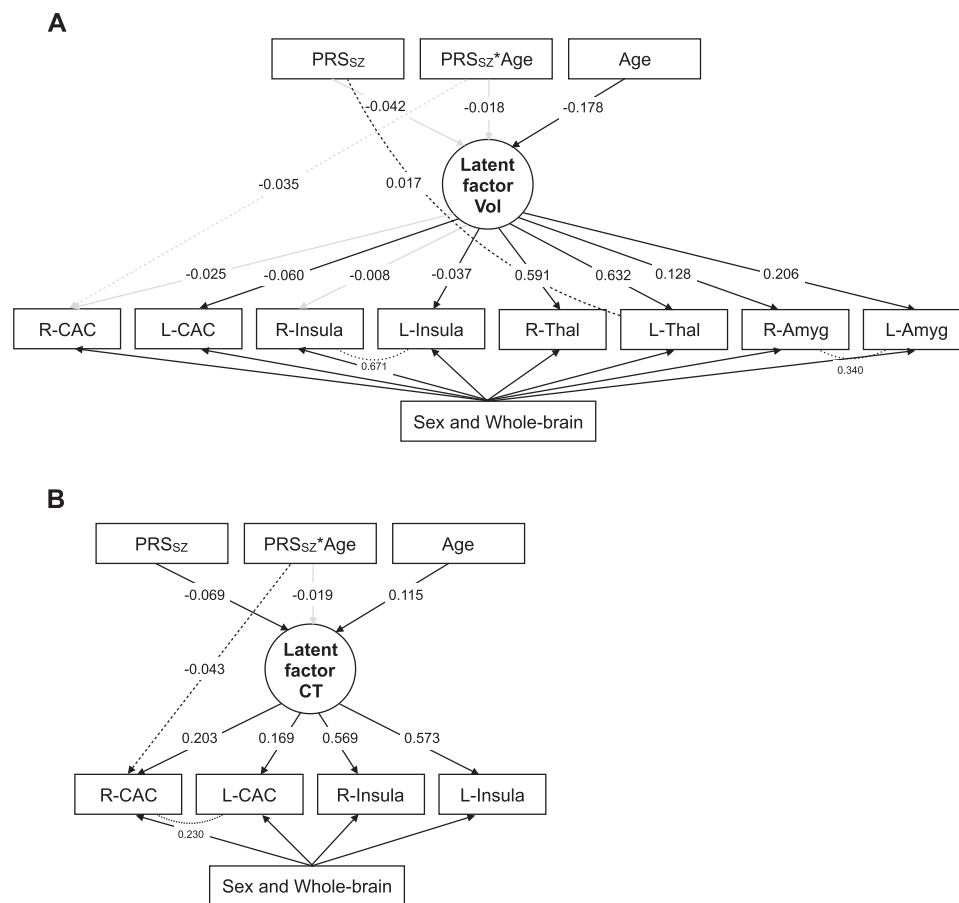 A
PRSSZ
PRSSZ*Age
Age
-0.042
-0.018
-0.178
Latent
factor
Vol
-0.035
0.017
-0.025
-0.060
-0.008
-0.037
0.591
0.632
0.128
0.206
R-CAC
L-CAC
R-Insula
L-Insula
R-Thal
L-Thal
R-Amyg
L-Amyg
0.671
0.340
Sex and Whole-brain
B
PRSSZ
PRSSZ*Age
Age
-0.069
-0.019
0.115
Latent
factor
CT
-0.043
0.203
0.169
0.569
0.573
R-CAC
L-CAC
R-Insula
L-Insula
0.230
Sex and Whole-brain